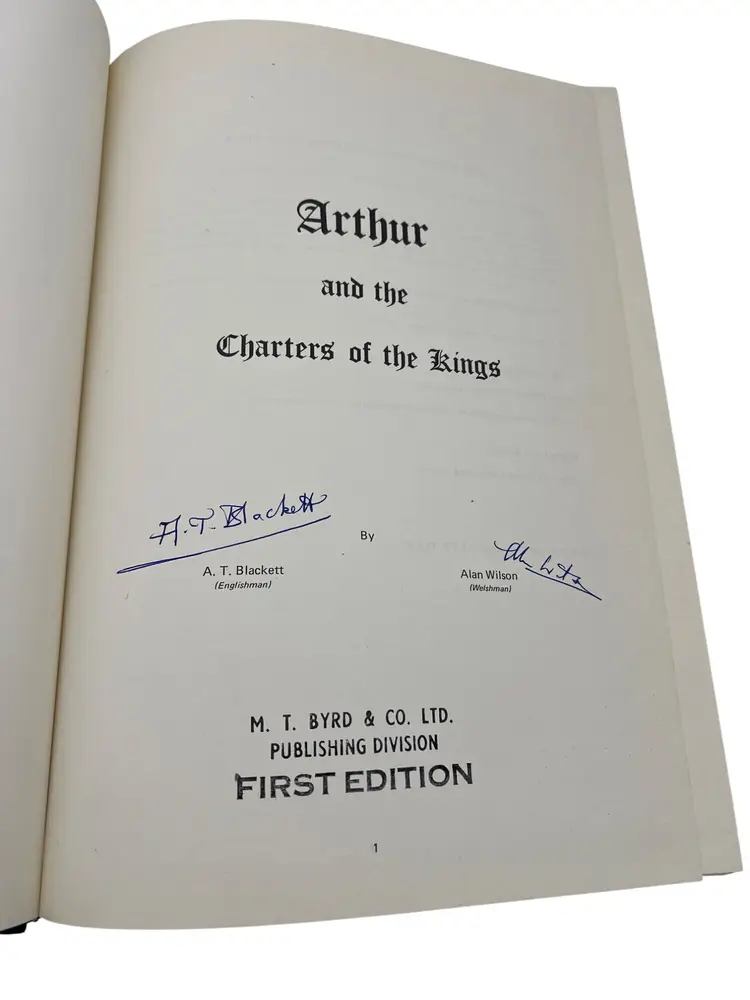 Arthur
and the
Charters of the Kings
A. T. Blackett
By
A. T. Blackett
(Englishman)
Alan Wilson
(Welshman)
M. T. BYRD & CO. LTD.
PUBLISHING DIVISION
FIRST EDITION
1